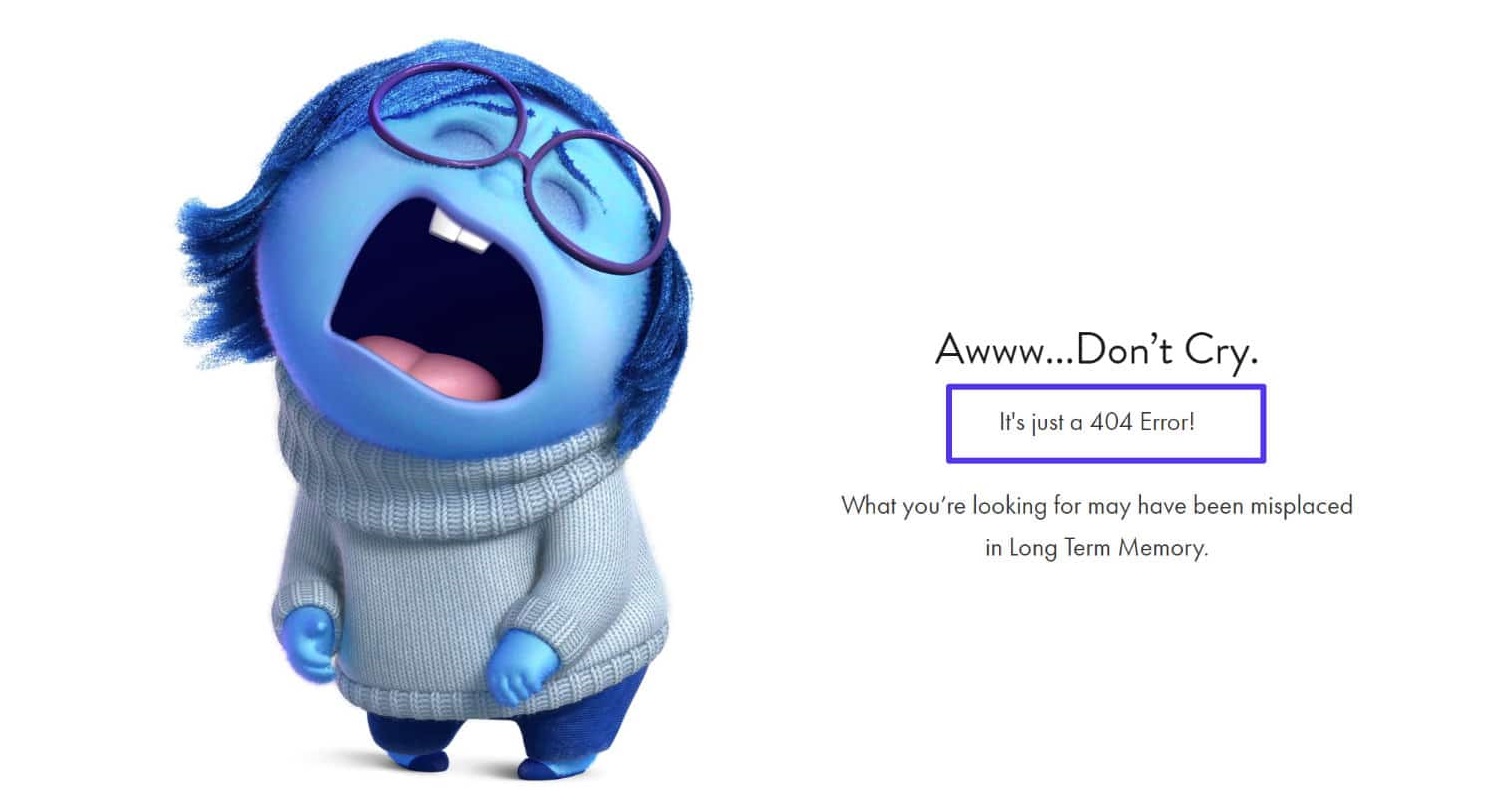 Awww...Don’t Cry.
It's just a 404 Error!
What you’re looking for may have been misplaced
in Long Term Memory.